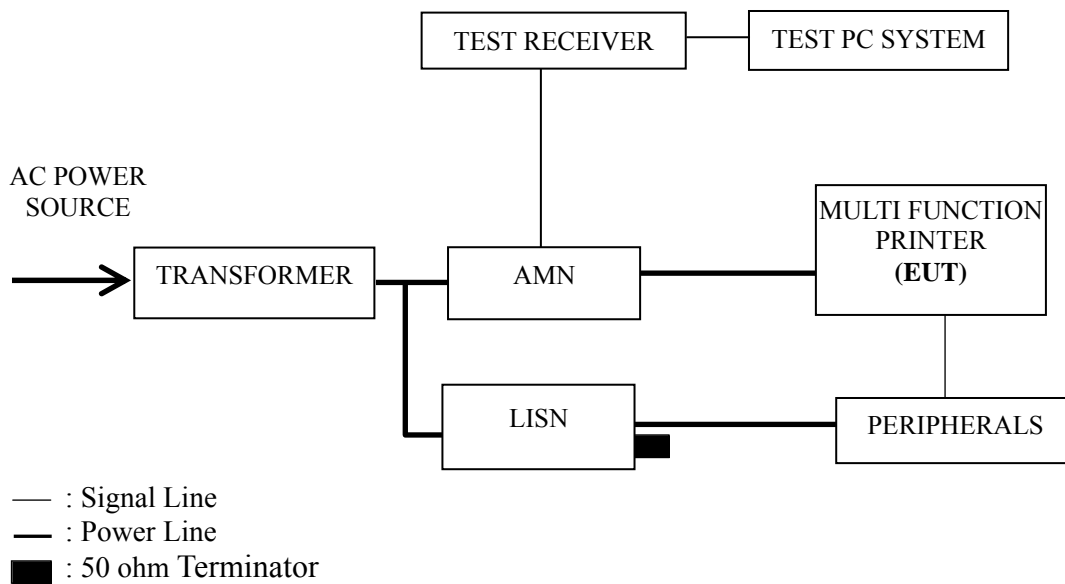 TEST RECEIVER
TEST PC SYSTEM
AC POWER
SOURCE
TRANSFORMER
AMN
MULTI FUNCTION
PRINTER
(EUT)
LISN
PERIPHERALS
: Signal Line
: Power Line
: 50 ohm Terminator